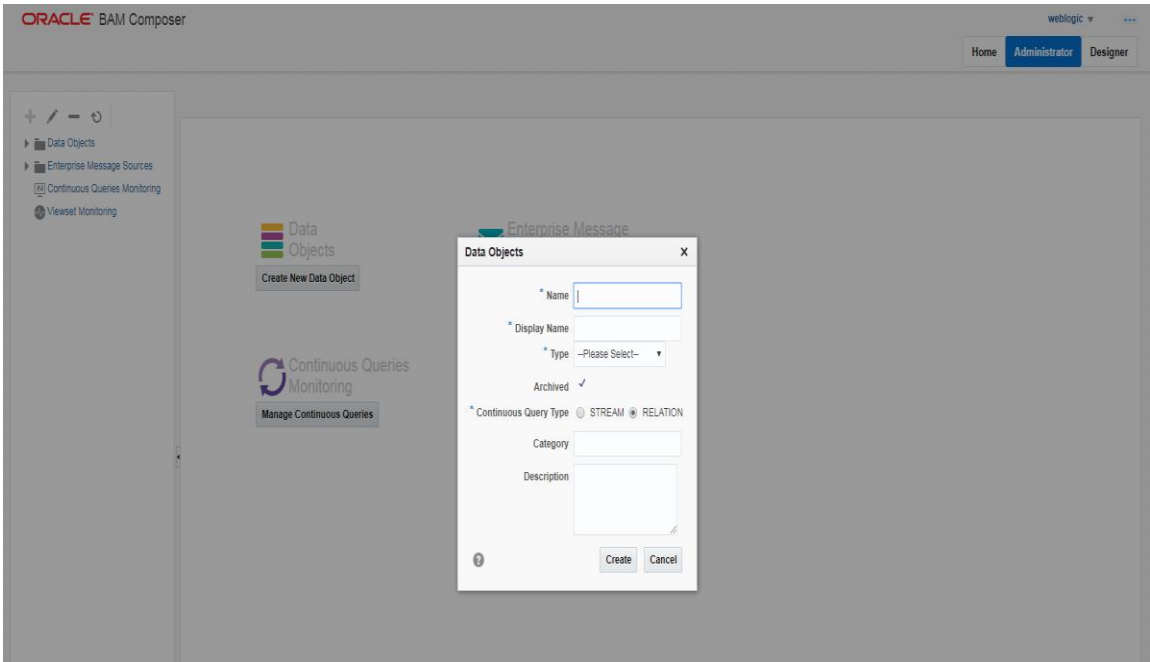 ORACLE® BAM Composer
weblogic
Home Administrator Designer
Data Objects
Enterprise Message Sources
Continuous Queries Monitoring
Viewset Monitoring
Data
Objects
Create New Data Object
Enterprise Message
Continuous Queries
Monitoring
Manage Continuous Queries
Data Objects X
* Name
* Display Name
* Type --Please Select--
Archived ✓
* Continuous Query Type STREAM RELATION
Category
Description
? Create Cancel